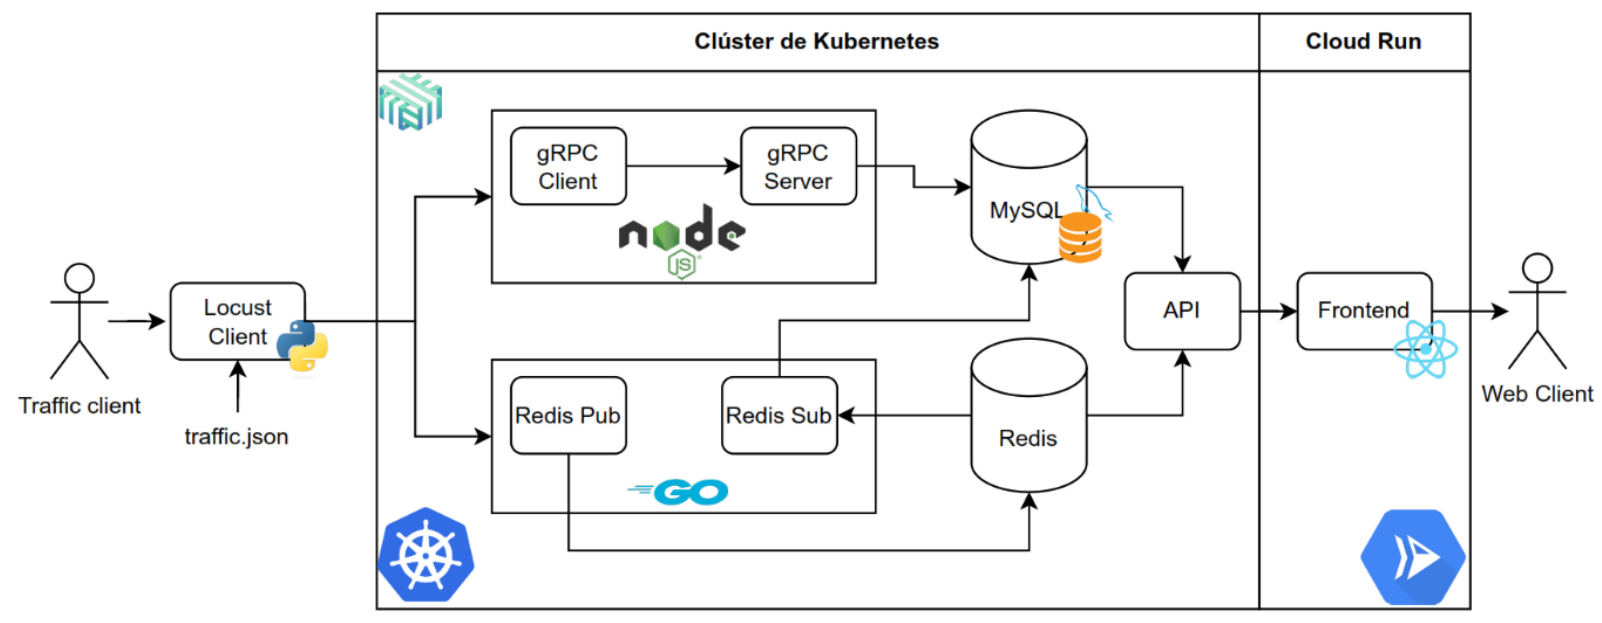 Clúster de Kubernetes
Cloud Run
gRPC
Client
gRPC
Server
node
JS
MySQL
Locust
Client
API
Frontend
Traffic client
traffic.json
Redis Pub
Redis Sub
Redis
GO
Web Client